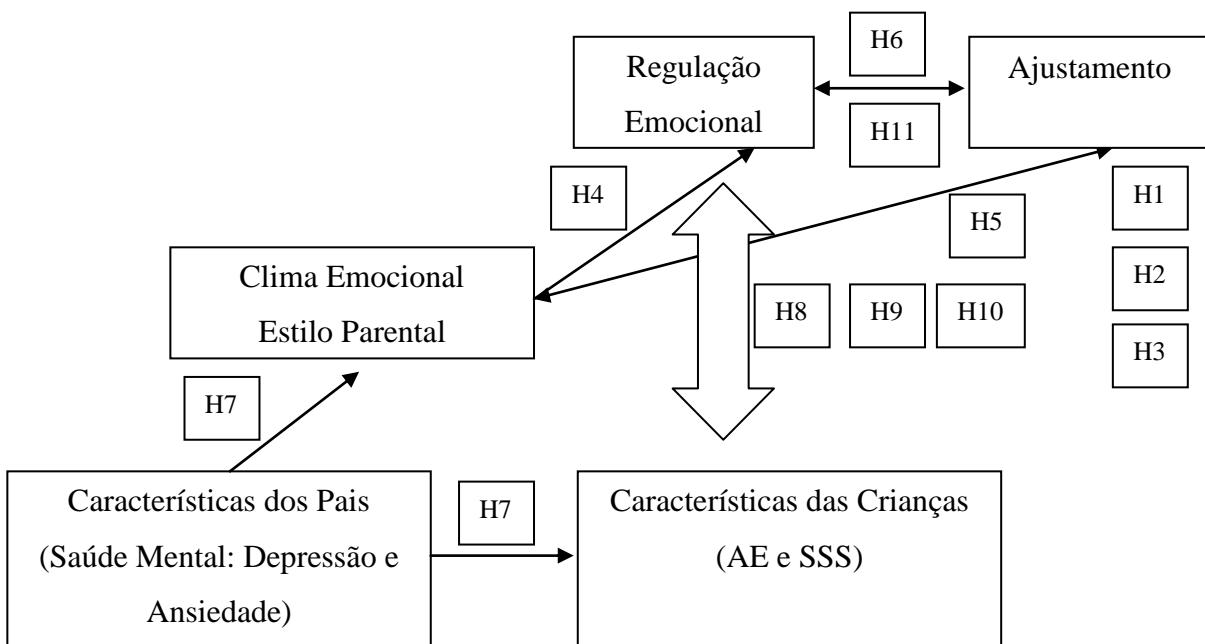 H6
Regulação
Emocional
Ajustamento
H11
H4
H1
H5
Clima Emocional
Estilo Parental
H8
H9
H10
H2
H3
H7
Características dos Pais
(Saúde Mental: Depressão e
Ansiedade)
H7
Características das Crianças
(AE e SSS)